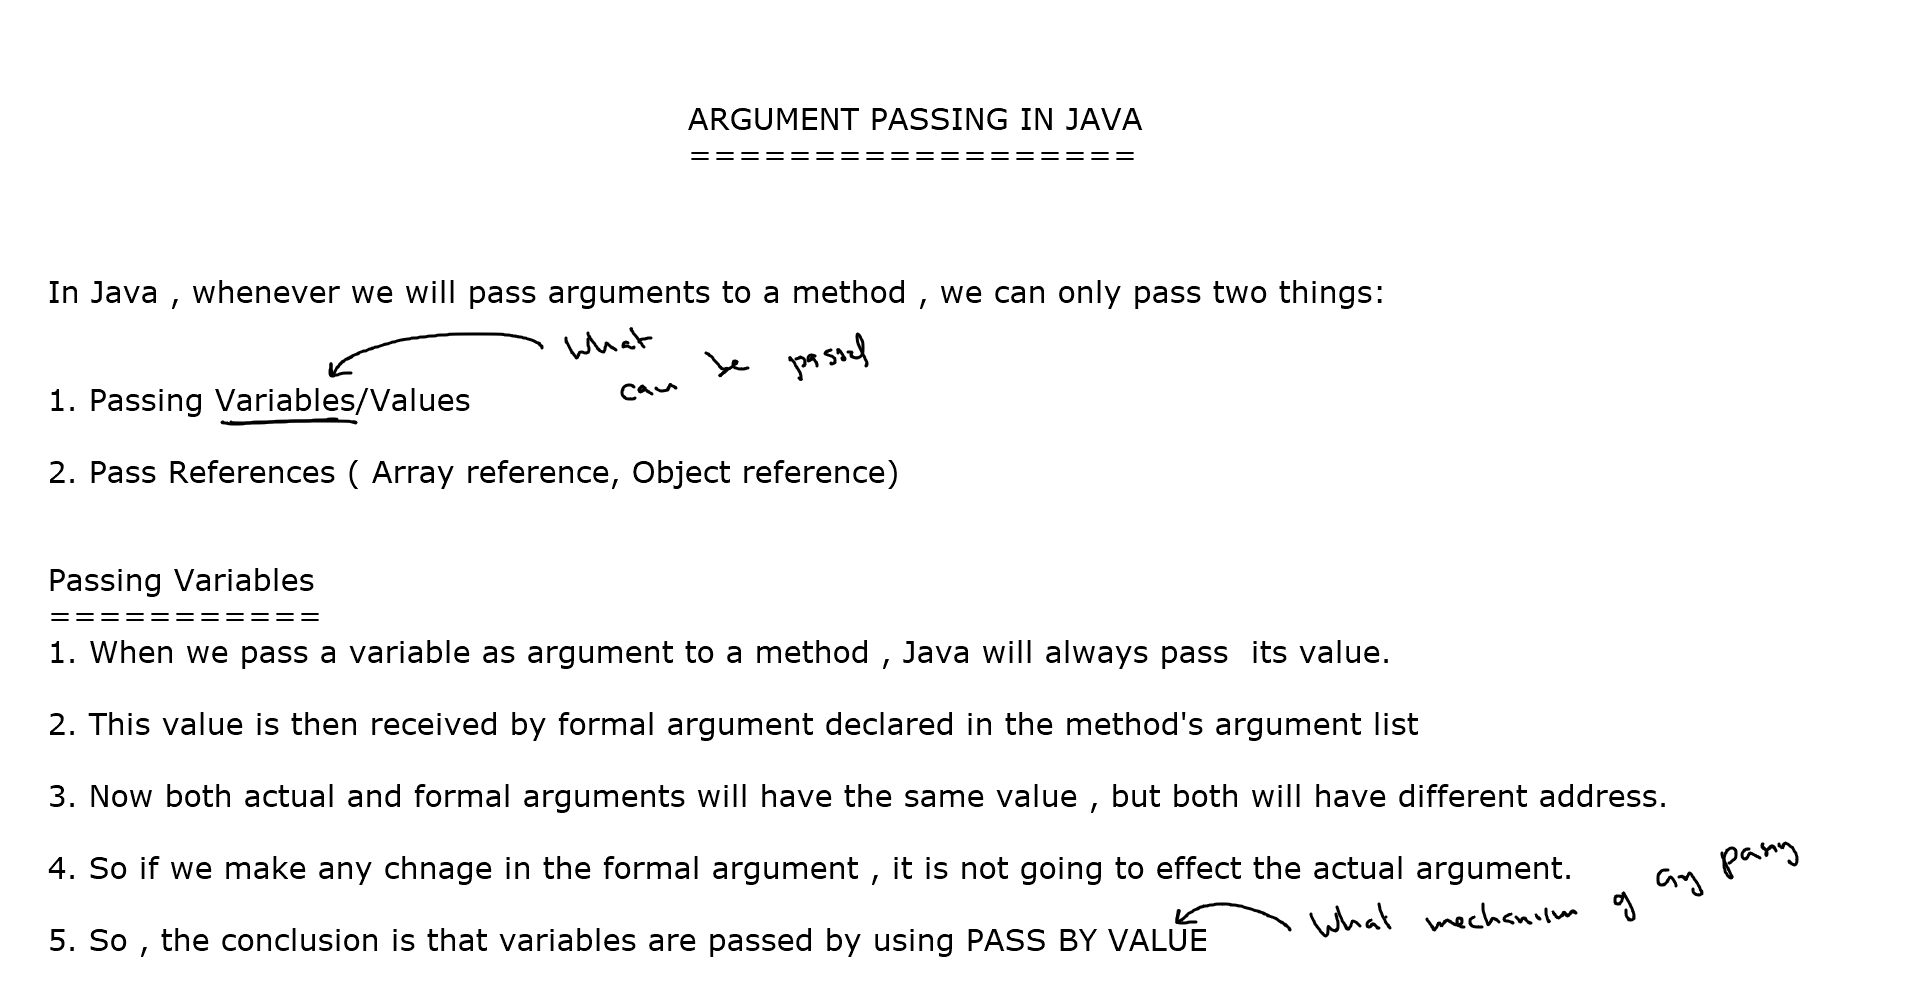 ARGUMENT PASSING IN JAVA
==================
In Java , whenever we will pass arguments to a method , we can only pass two things:
What
can be passed
1. Passing Variables/Values
2. Pass References ( Array reference, Object reference)
Passing Variables
===========
1. When we pass a variable as argument to a method , Java will always pass  its value.
2. This value is then received by formal argument declared in the method's argument list
3. Now both actual and formal arguments will have the same value , but both will have different address.
4. So if we make any chnage in the formal argument , it is not going to effect the actual argument.
5. So , the conclusion is that variables are passed by using PASS BY VALUE
What mechanism of